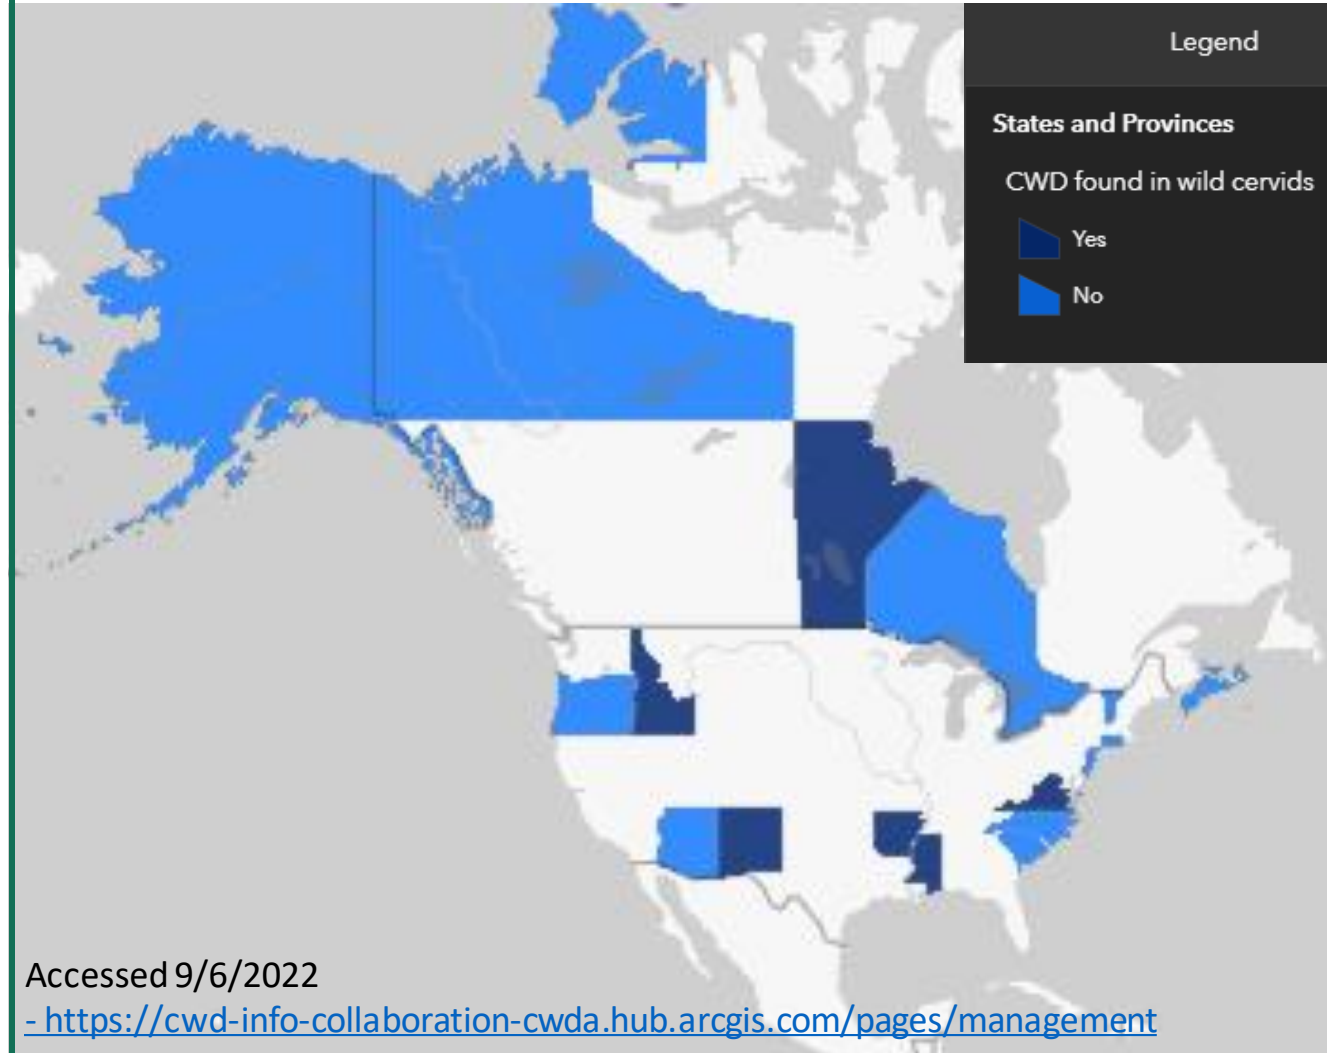 Legend
States and Provinces
CWD found in wild cervids
Yes
No
Accessed 9/6/2022
- https://cwd-info-collaboration-cwda.hub.arcgis.com/pages/management